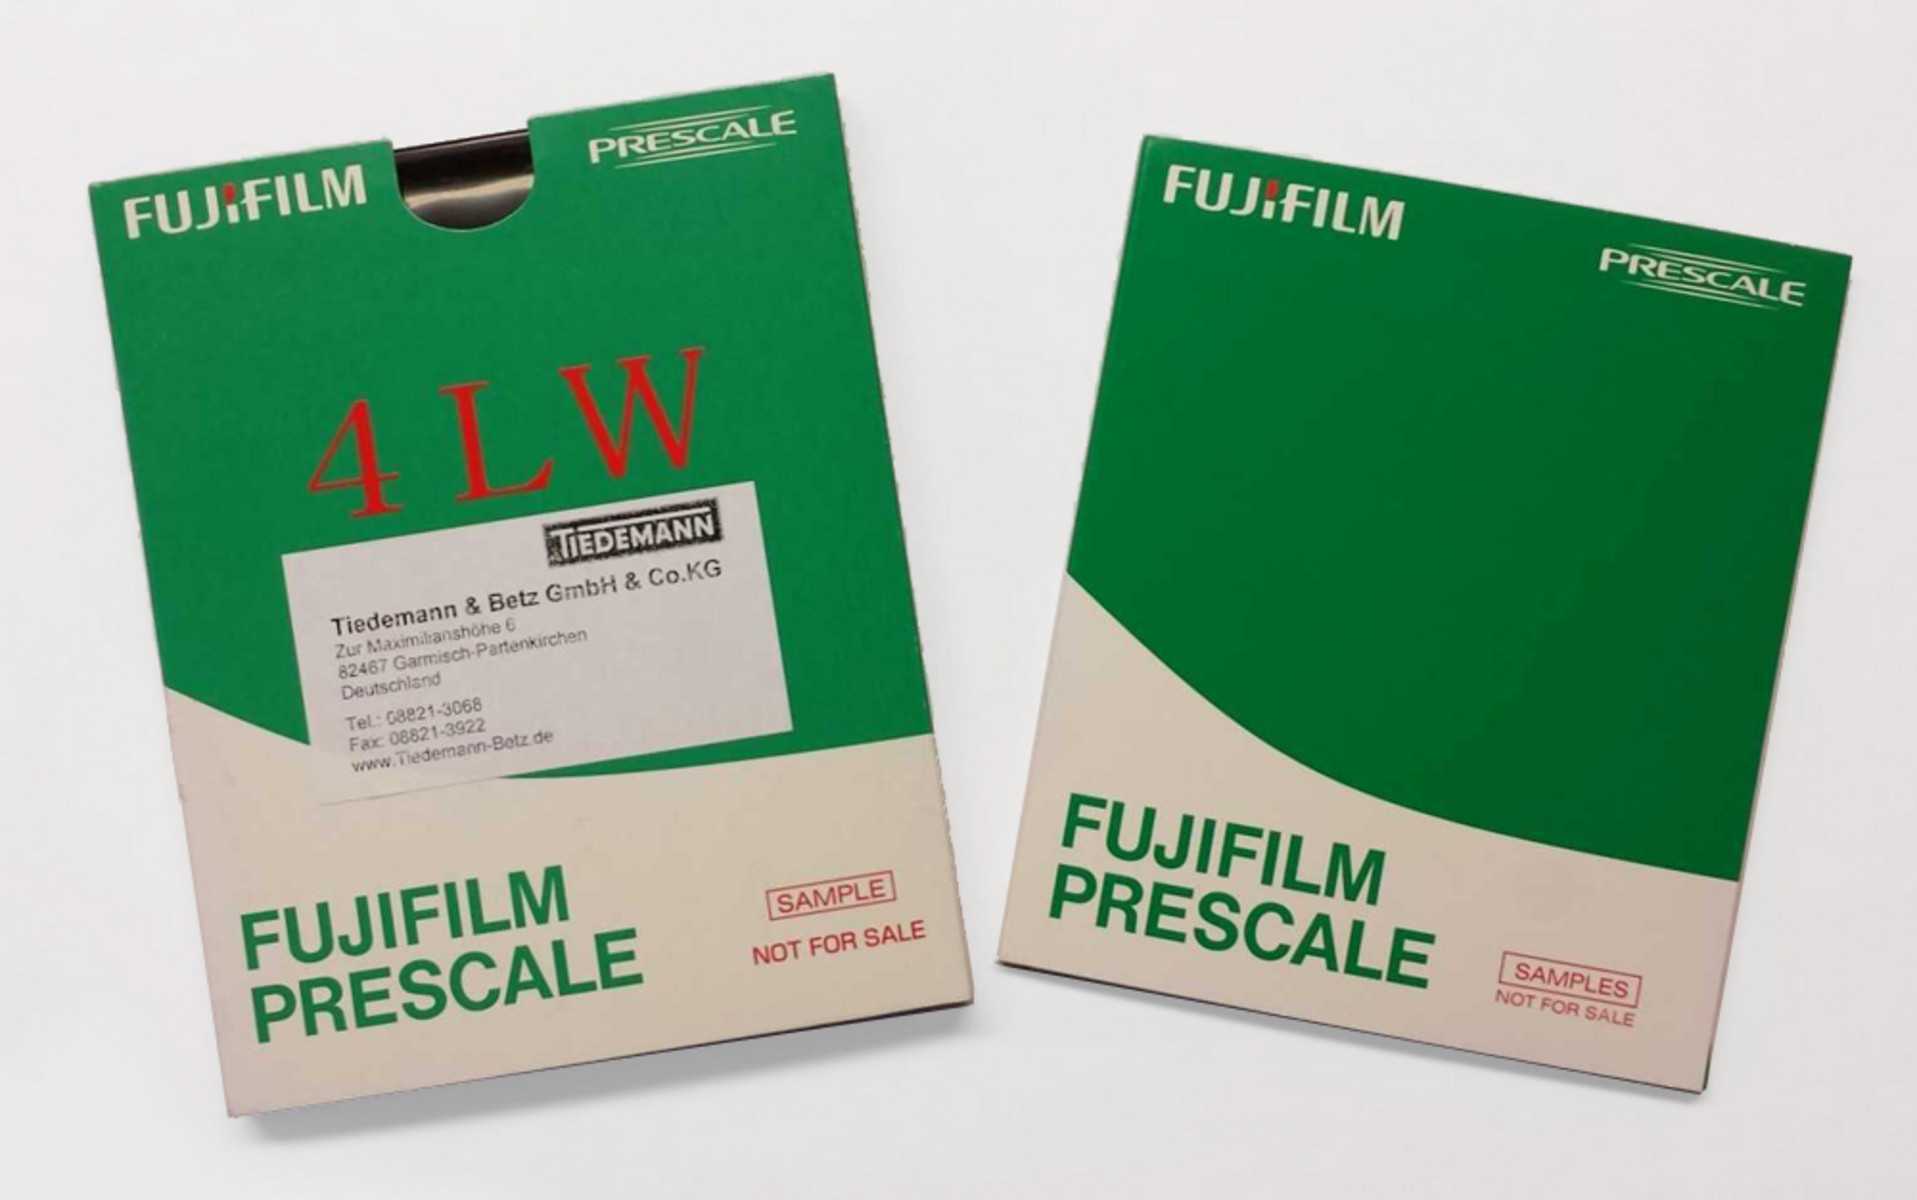 FUJIFILM
PRESCALE
4 LW
TIEDEMANN
Tiedemann & Betz GmbH & Co.KG
Zur Maximilianshöhe 6
82467 Garmisch-Partenkirchen
Deutschland
Tel.: 08821-3068
Fax: 08821-3922
www.Tiedemann-Betz.de
FUJIFILM
PRESCALE
SAMPLE
NOT FOR SALE
FUJIFILM
PRESCALE
FUJIFILM
PRESCALE
SAMPLES
NOT FOR SALE